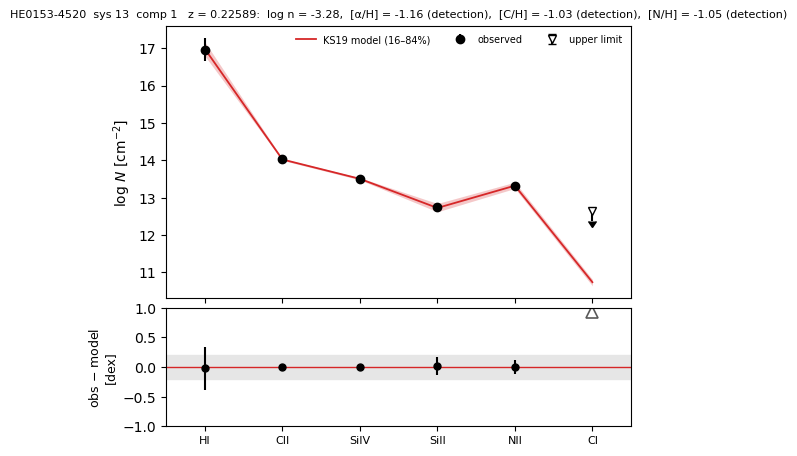 HE0153-4520  sys 13  comp 1   z = 0.22589:  log n = -3.28,  [α/H] = -1.16 (detection),  [C/H] = -1.03 (detection),  [N/H] = -1.05 (detection)
KS19 model (16–84%)
observed
upper limit
log N [cm⁻²]
17
16
15
14
13
12
11
obs − model
[dex]
1.0
0.5
0.0
−0.5
−1.0
HI
CII
SiIV
SiII
NII
CI